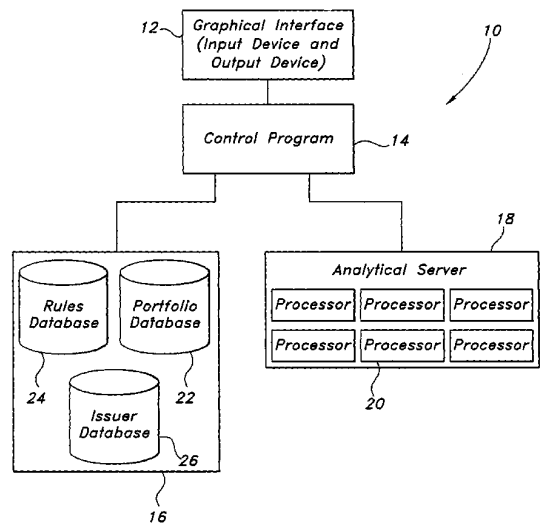 12
Graphical Interface
(Input Device and
Output Device)
10
Control Program
14
18
Rules
Database
Portfolio
Database
Analytical Server
Processor Processor Processor
Processor Processor Processor
24
22
20
Issuer
Database
26
16